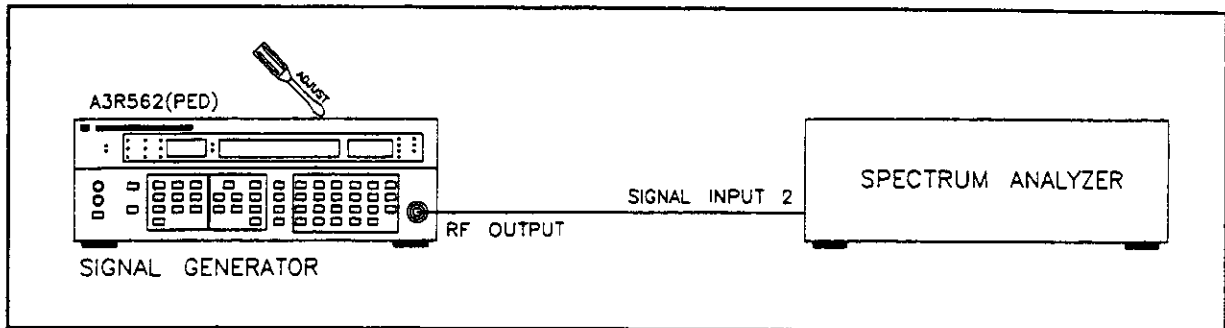 ADJUST
A3R562(PED)
SPECTRUM ANALYZER
SIGNAL INPUT 2
RF OUTPUT
SIGNAL GENERATOR